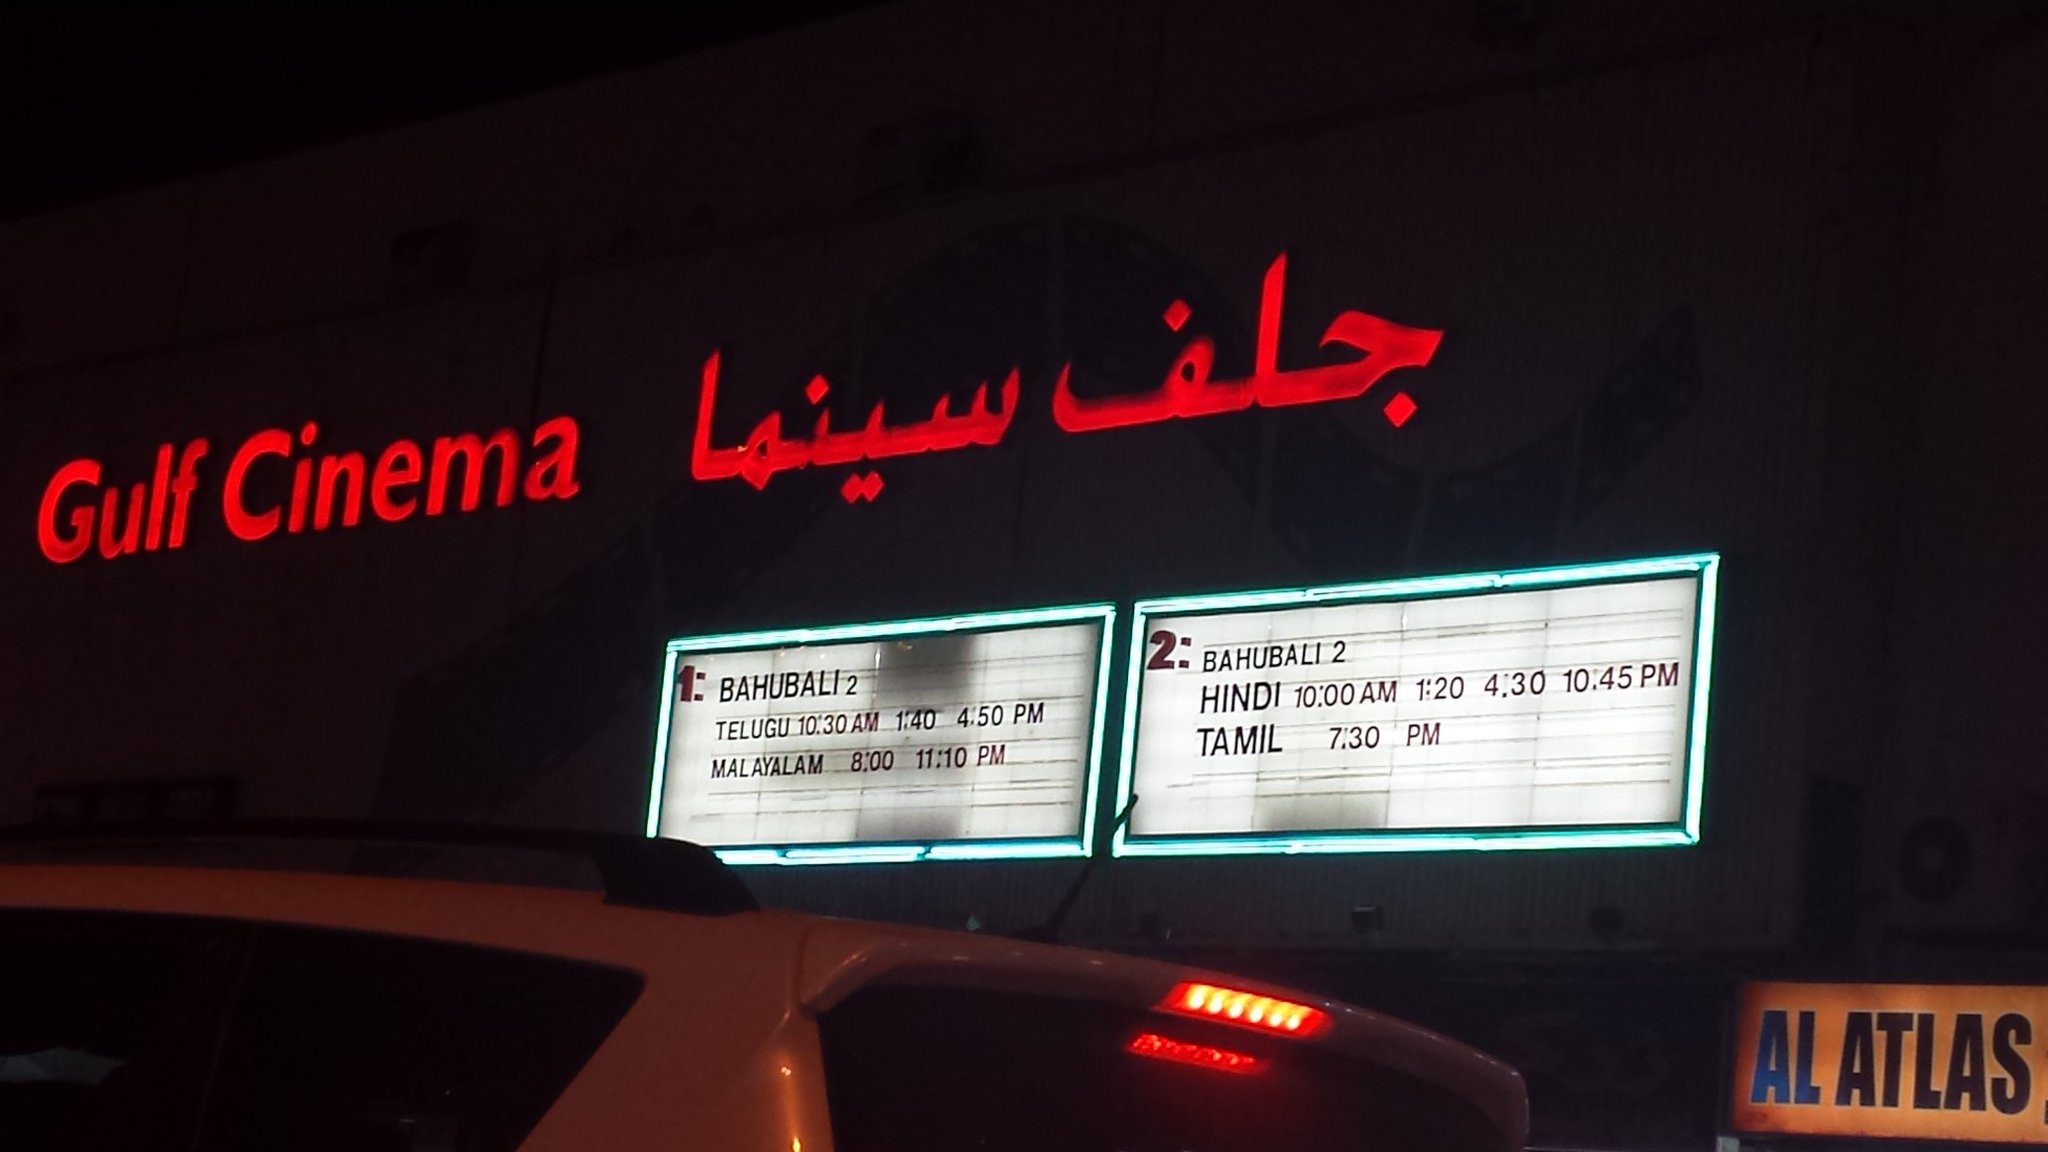 Gulf Cinema جلف سينما
1: BAHUBALI 2
TELUGU 10:30 AM 1:40 4:50 PM
MALAYALAM 8:00 11:10 PM
2: BAHUBALI 2
HINDI 10:00 AM 1:20 4:30 10:45 PM
TAMIL 7:30 PM
AL ATLAS